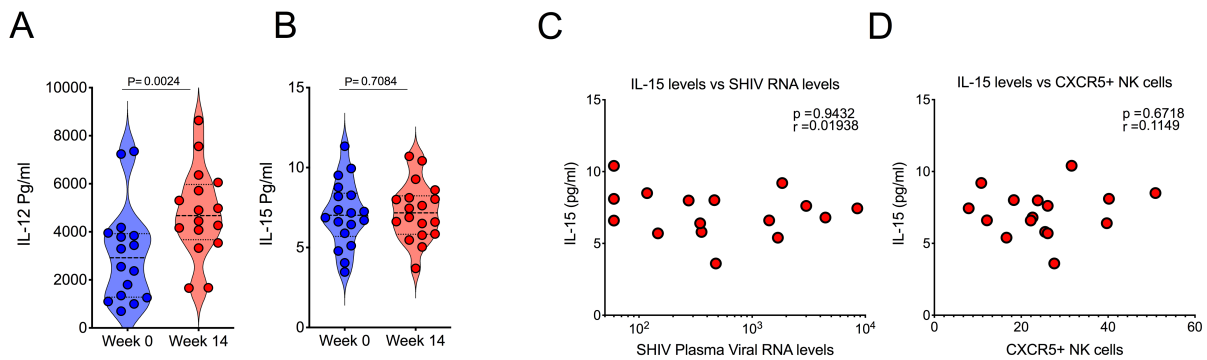 A
IL-12 Pg/ml
10000
8000
6000
4000
2000
0
P= 0.0024
Week 0 Week 14
B
IL-15 Pg/ml
15
10
5
0
P= 0.7084
Week 0 Week 14
C
IL-15 levels vs SHIV RNA levels
p =0.9432
r =0.01938
IL-15 (pg/ml)
15
10
5
0
10² 10³ 10⁴
SHIV Plasma Viral RNA levels
D
IL-15 levels vs CXCR5+ NK cells
p =0.6718
r =0.1149
IL-15 (pg/ml)
15
10
5
0
0 20 40 60
CXCR5+ NK cells